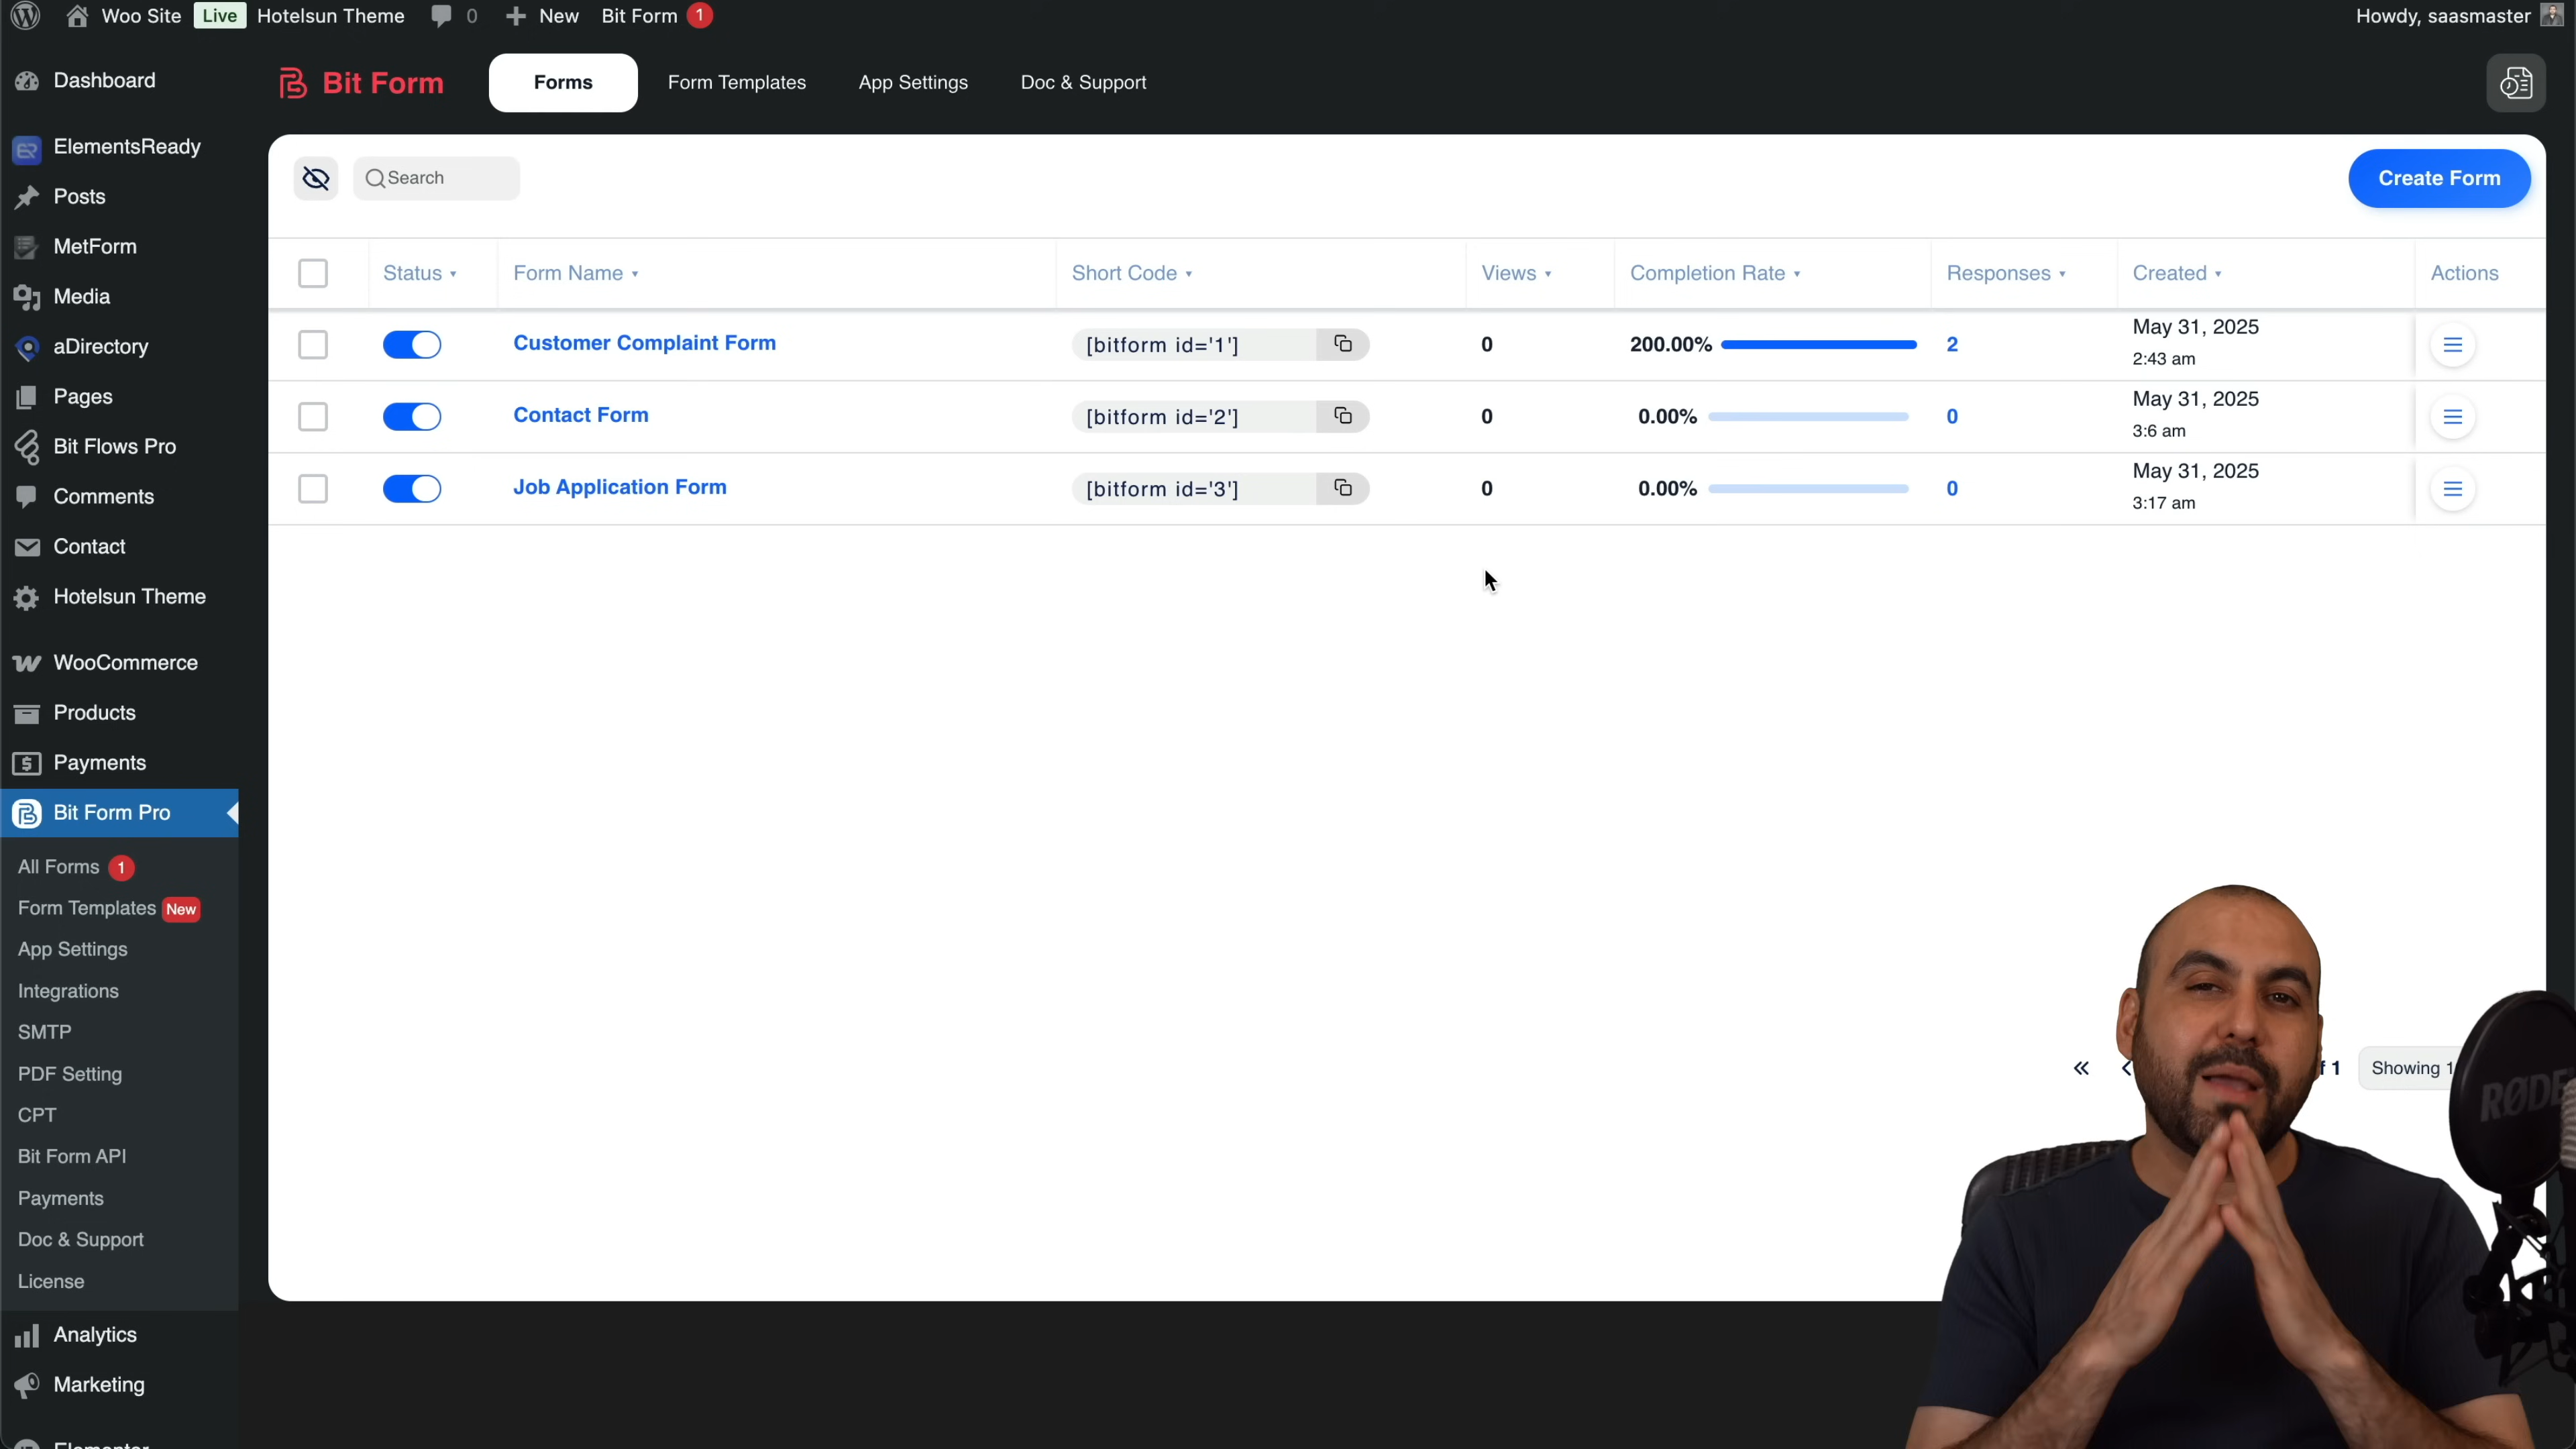 Woo Site Live Hotelsun Theme 0 New Bit Form 1 Howdy, saasmaster
Dashboard
ElementsReady
Posts
MetForm
Media
aDirectory
Pages
Bit Flows Pro
Comments
Contact
Hotelsun Theme
WooCommerce
Products
Payments
Bit Form Pro
All Forms 1
Form Templates New
App Settings
Integrations
SMTP
PDF Setting
CPT
Bit Form API
Payments
Doc & Support
License
Analytics
Marketing
Bit Form Forms Form Templates App Settings Doc & Support
Search Create Form
Status Form Name Short Code Views Completion Rate Responses Created Actions
Customer Complaint Form [bitform id='1'] 0 200.00% 2 May 31, 2025
2:43 am
Contact Form [bitform id='2'] 0 0.00% 0 May 31, 2025
3:6 am
Job Application Form [bitform id='3'] 0 0.00% 0 May 31, 2025
3:17 am
1 Showing
RØDE